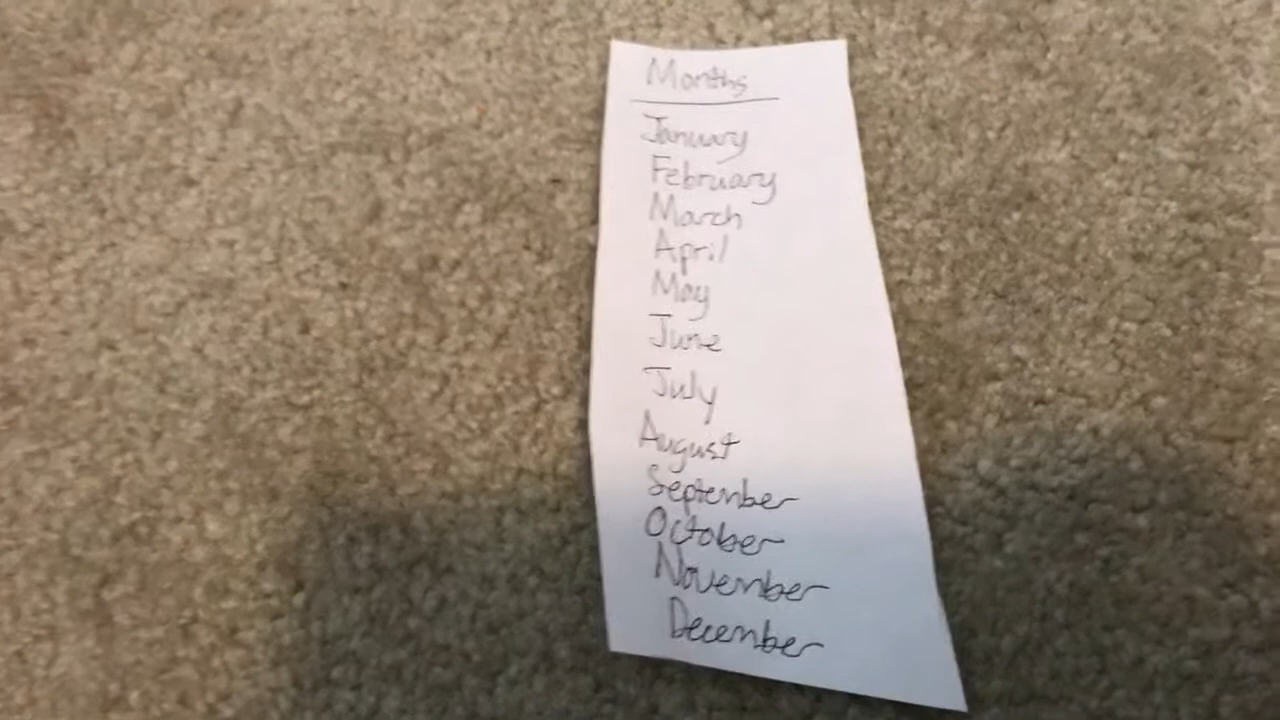 Months
January
February
March
April
May
June
July
August
September
October
November
December